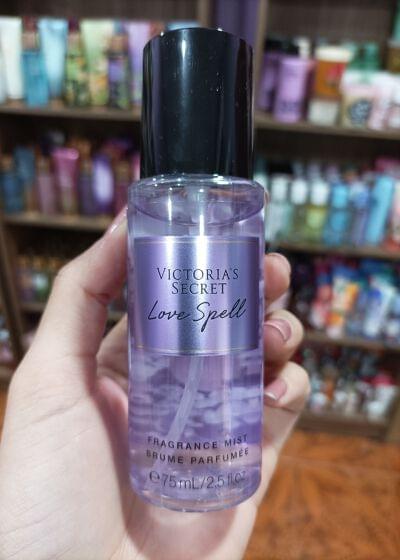 VICTORIA'S
SECRET
Love Spell
FRAGRANCE MIST
BRUME PARFUMÉE
℮75 mL/2.5 fl oz